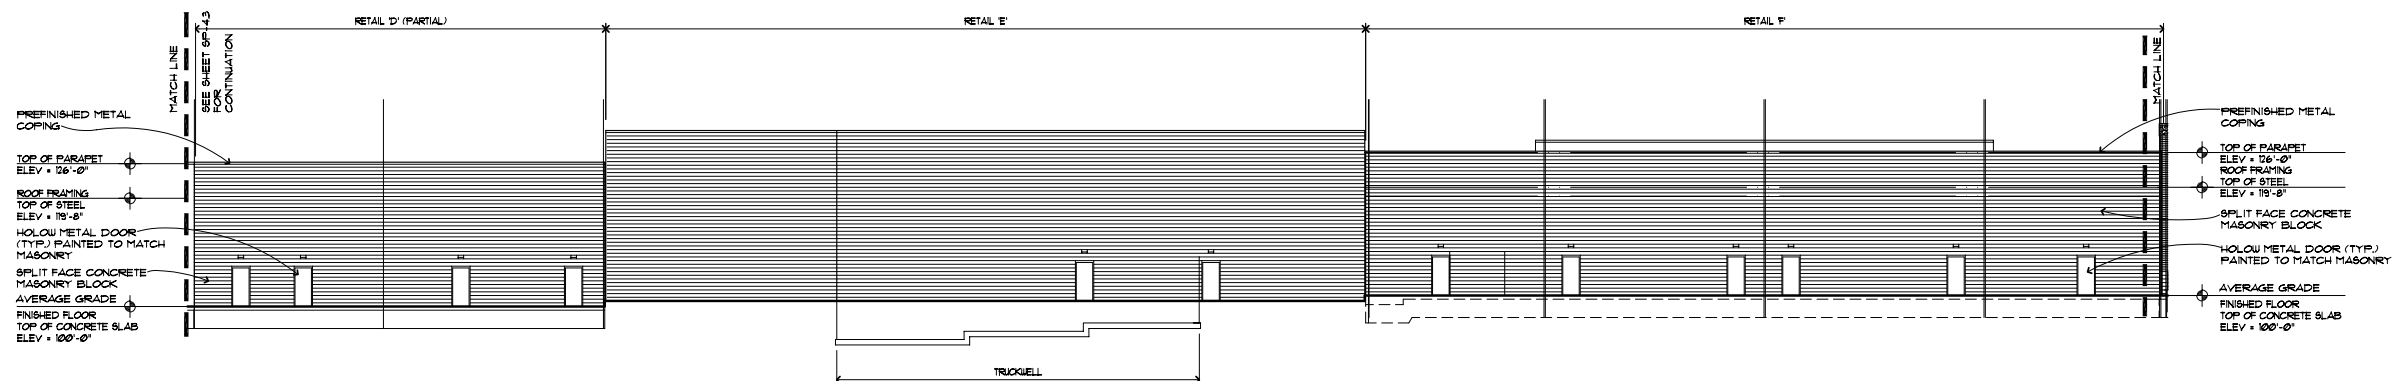 RETAIL 'D' (PARTIAL)
RETAIL 'E'
RETAIL 'F'
MATCH LINE
SEE SHEET SP-4.3
FOR
CONTINUATION
MATCH LINE
PREFINISHED METAL
COPING
TOP OF PARAPET
ELEV = 126'-0"
ROOF FRAMING
TOP OF STEEL
ELEV = 119'-8"
HOLOW METAL DOOR
(TYP.) PAINTED TO MATCH
MASONRY
SPLIT FACE CONCRETE
MASONRY BLOCK
AVERAGE GRADE
FINISHED FLOOR
TOP OF CONCRETE SLAB
ELEV = 100'-0"
TRUCKWELL
PREFINISHED METAL
COPING
TOP OF PARAPET
ELEV = 126'-0"
ROOF FRAMING
TOP OF STEEL
ELEV = 119'-8"
SPLIT FACE CONCRETE
MASONRY BLOCK
HOLOW METAL DOOR (TYP.)
PAINTED TO MATCH MASONRY
AVERAGE GRADE
FINISHED FLOOR
TOP OF CONCRETE SLAB
ELEV = 100'-0"